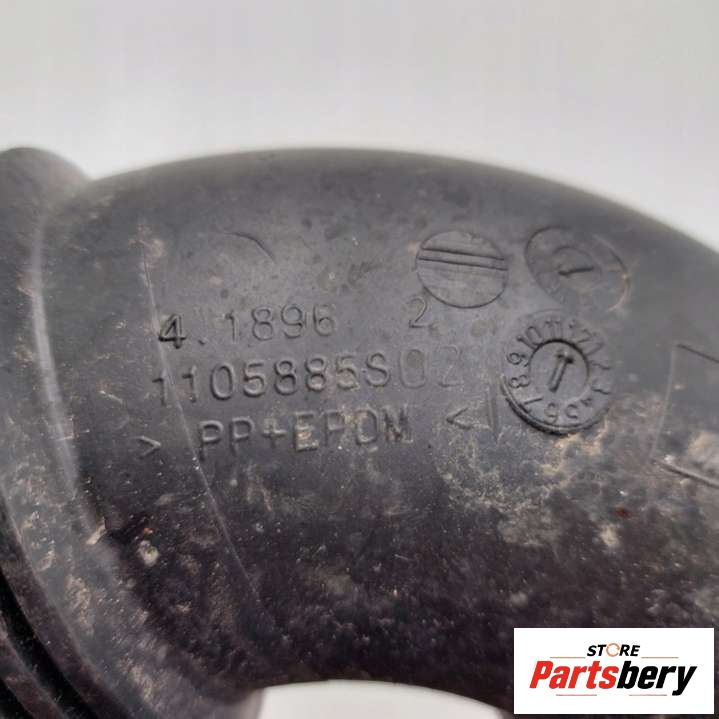 4.1896 2
1105885S02
> PP+EPDM <
STORE
Partsbery